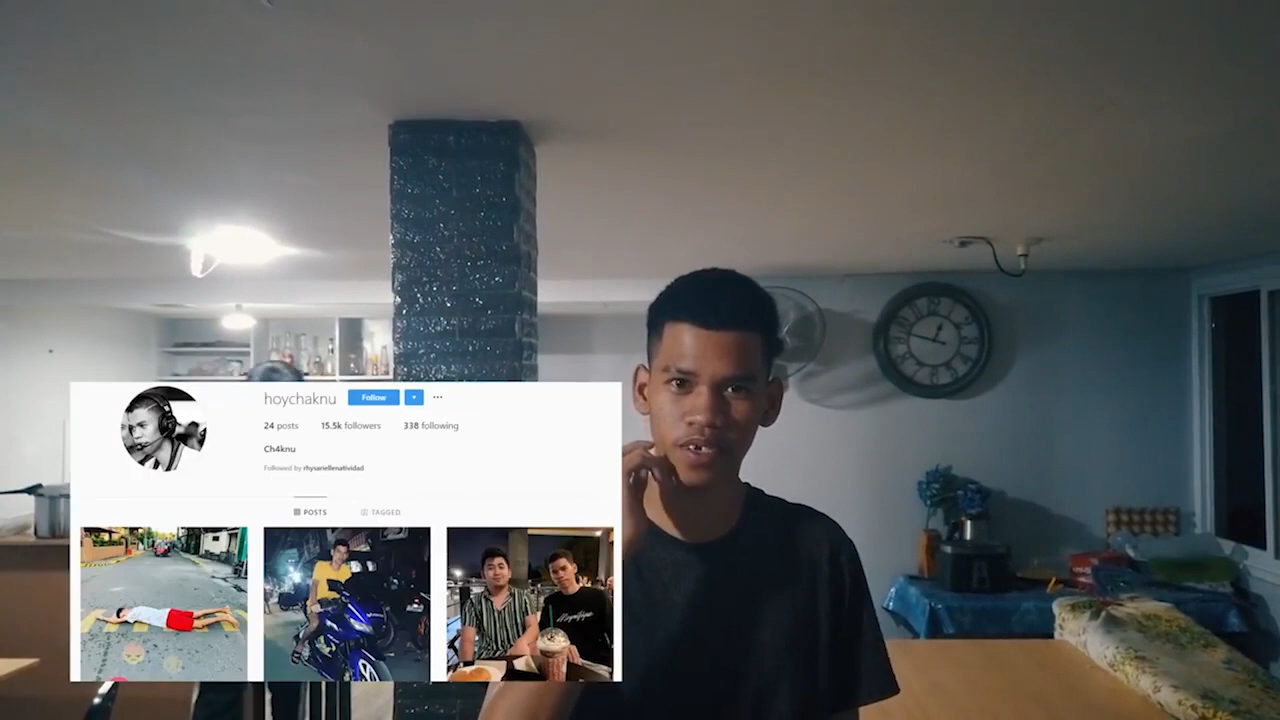 hoychaknu Follow
24 posts 15.5k followers 338 following
Ch4knu
Followed by rhysariellenatividad
POSTS TAGGED